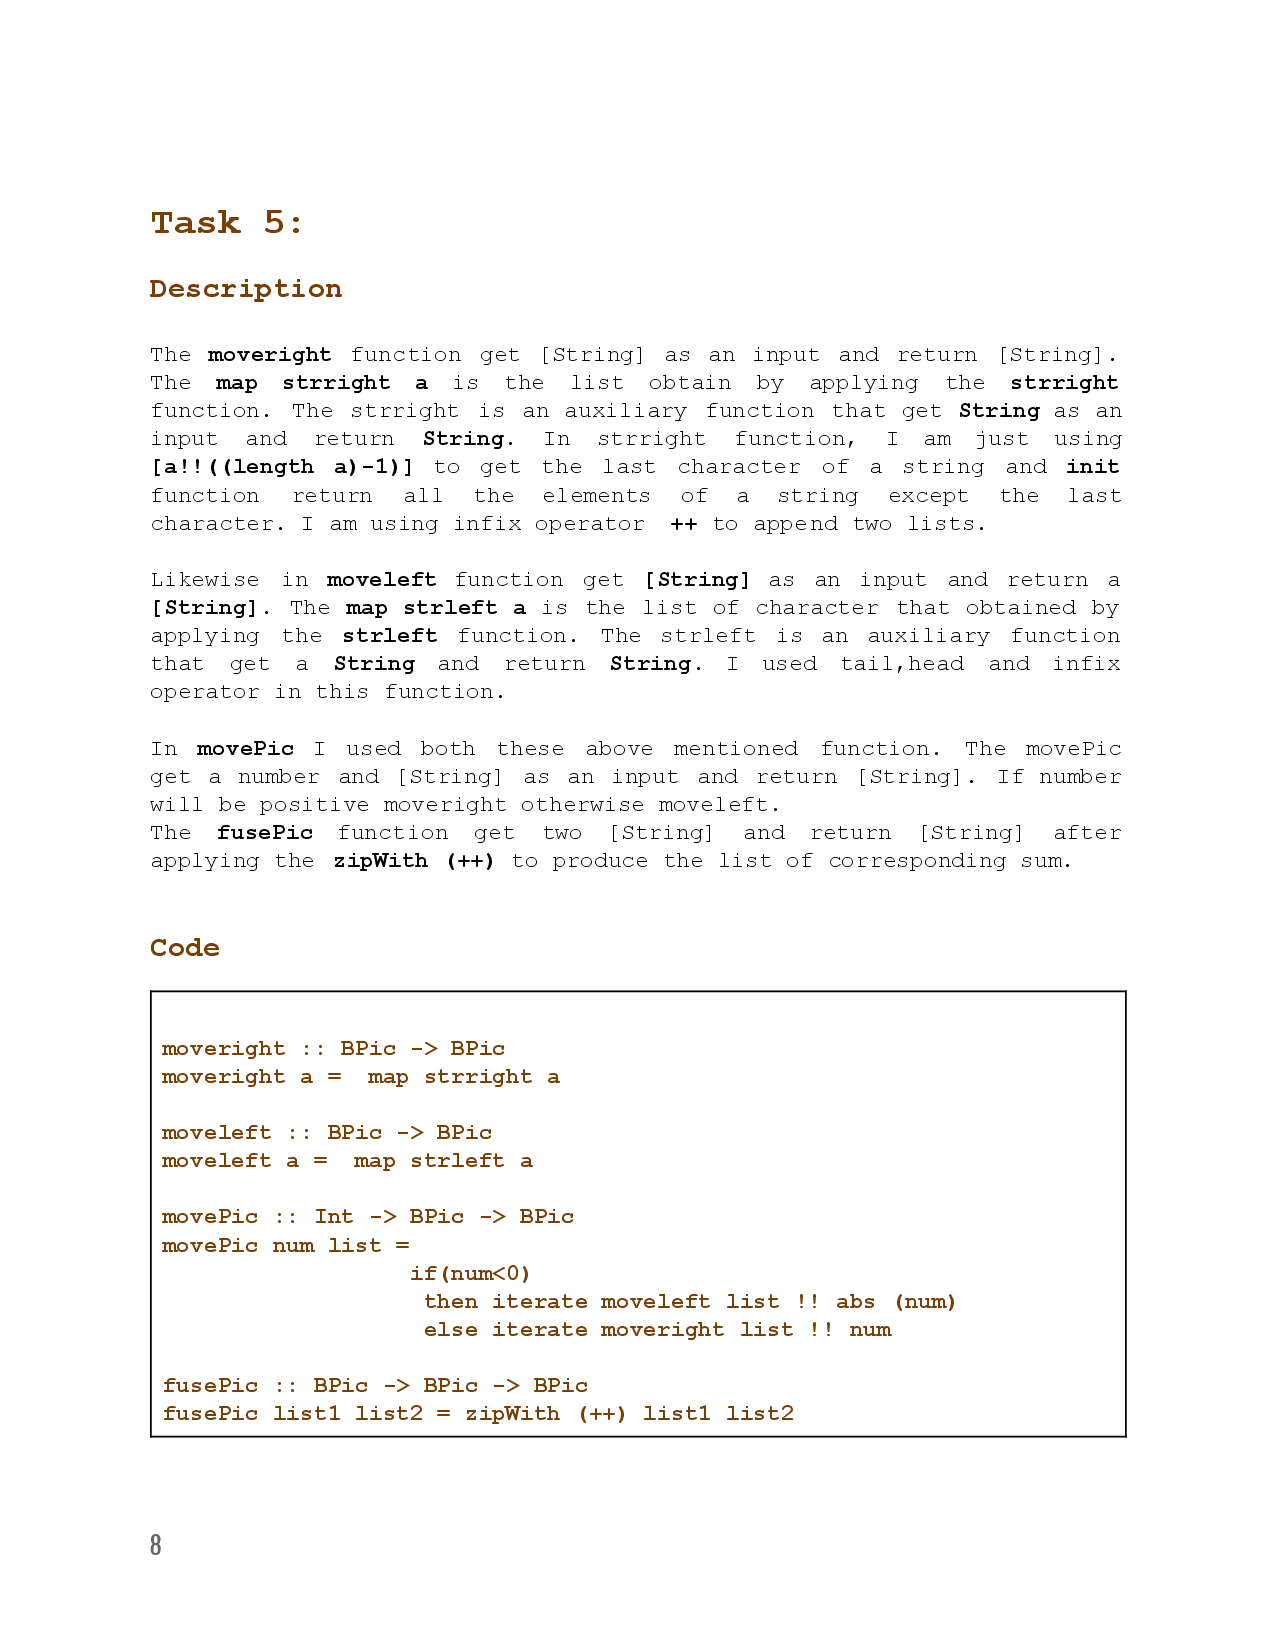 Task 5:
Description
The moveright function get [String] as an input and return [String].
The map strright a is the list obtain by applying the strright
function. The strright is an auxiliary function that get String as an
input and return String. In strright function, I am just using
[a!!((length a)-1)] to get the last character of a string and init
function return all the elements of a string except the last
character. I am using infix operator ++ to append two lists.
Likewise in moveleft function get [String] as an input and return a
[String]. The map strleft a is the list of character that obtained by
applying the strleft function. The strleft is an auxiliary function
that get a String and return String. I used tail,head and infix
operator in this function.
In movePic I used both these above mentioned function. The movePic
get a number and [String] as an input and return [String]. If number
will be positive moveright otherwise moveleft.
The fusePic function get two [String] and return [String] after
applying the zipWith (++) to produce the list of corresponding sum.
Code
moveright :: BPic -> BPic
moveright a =  map strright a
moveleft :: BPic -> BPic
moveleft a =  map strleft a
movePic :: Int -> BPic -> BPic
movePic num list =
if(num<0)
then iterate moveleft list !! abs (num)
else iterate moveright list !! num
fusePic :: BPic -> BPic -> BPic
fusePic list1 list2 = zipWith (++) list1 list2
8